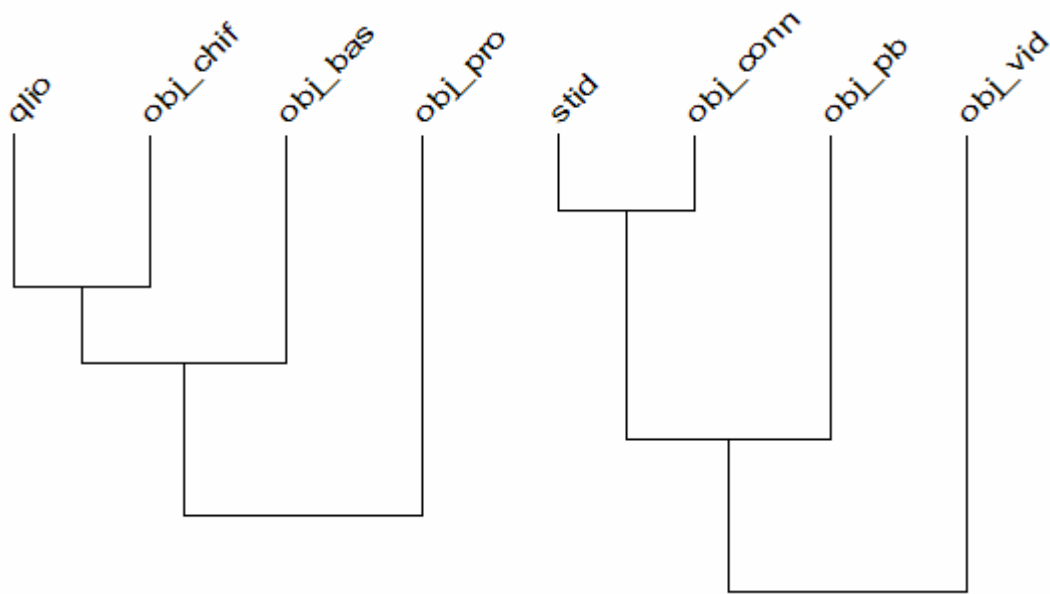 qlio
obj_chif
obj_bas
obj_pro
stid
obj_conn
obj_pb
obj_vid